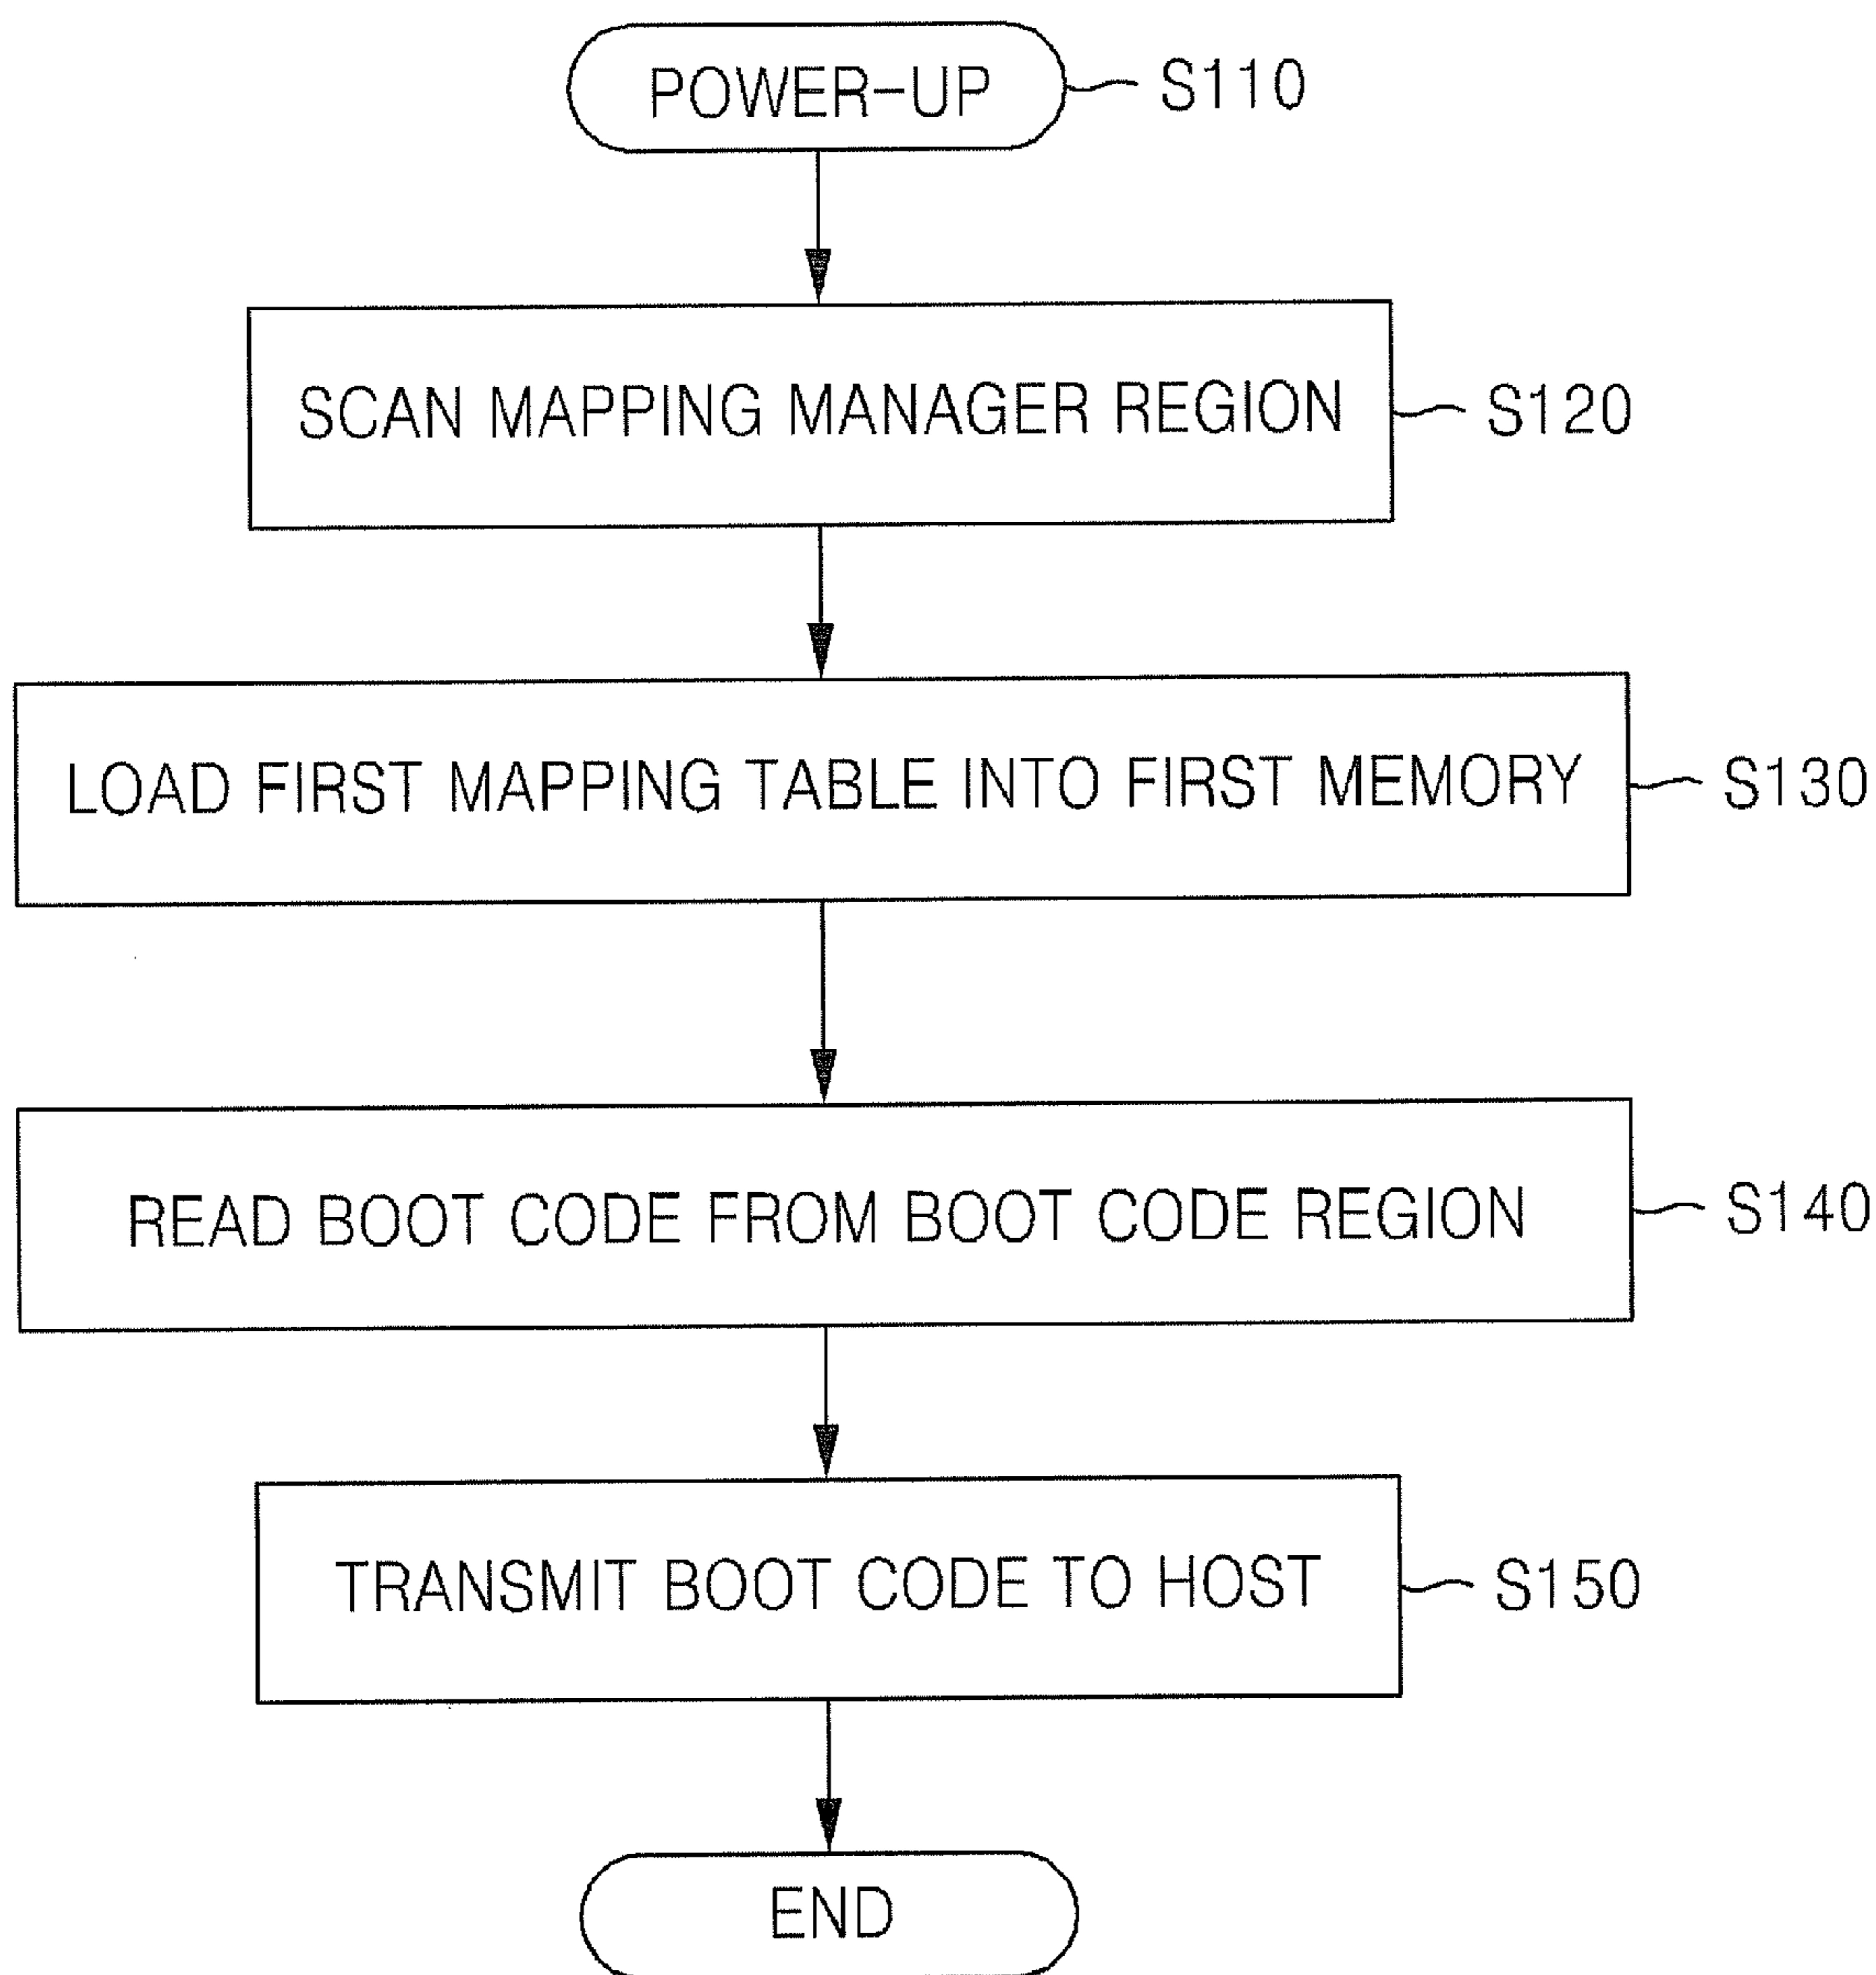 POWER-UP S110
SCAN MAPPING MANAGER REGION S120
LOAD FIRST MAPPING TABLE INTO FIRST MEMORY S130
READ BOOT CODE FROM BOOT CODE REGION S140
TRANSMIT BOOT CODE TO HOST S150
END